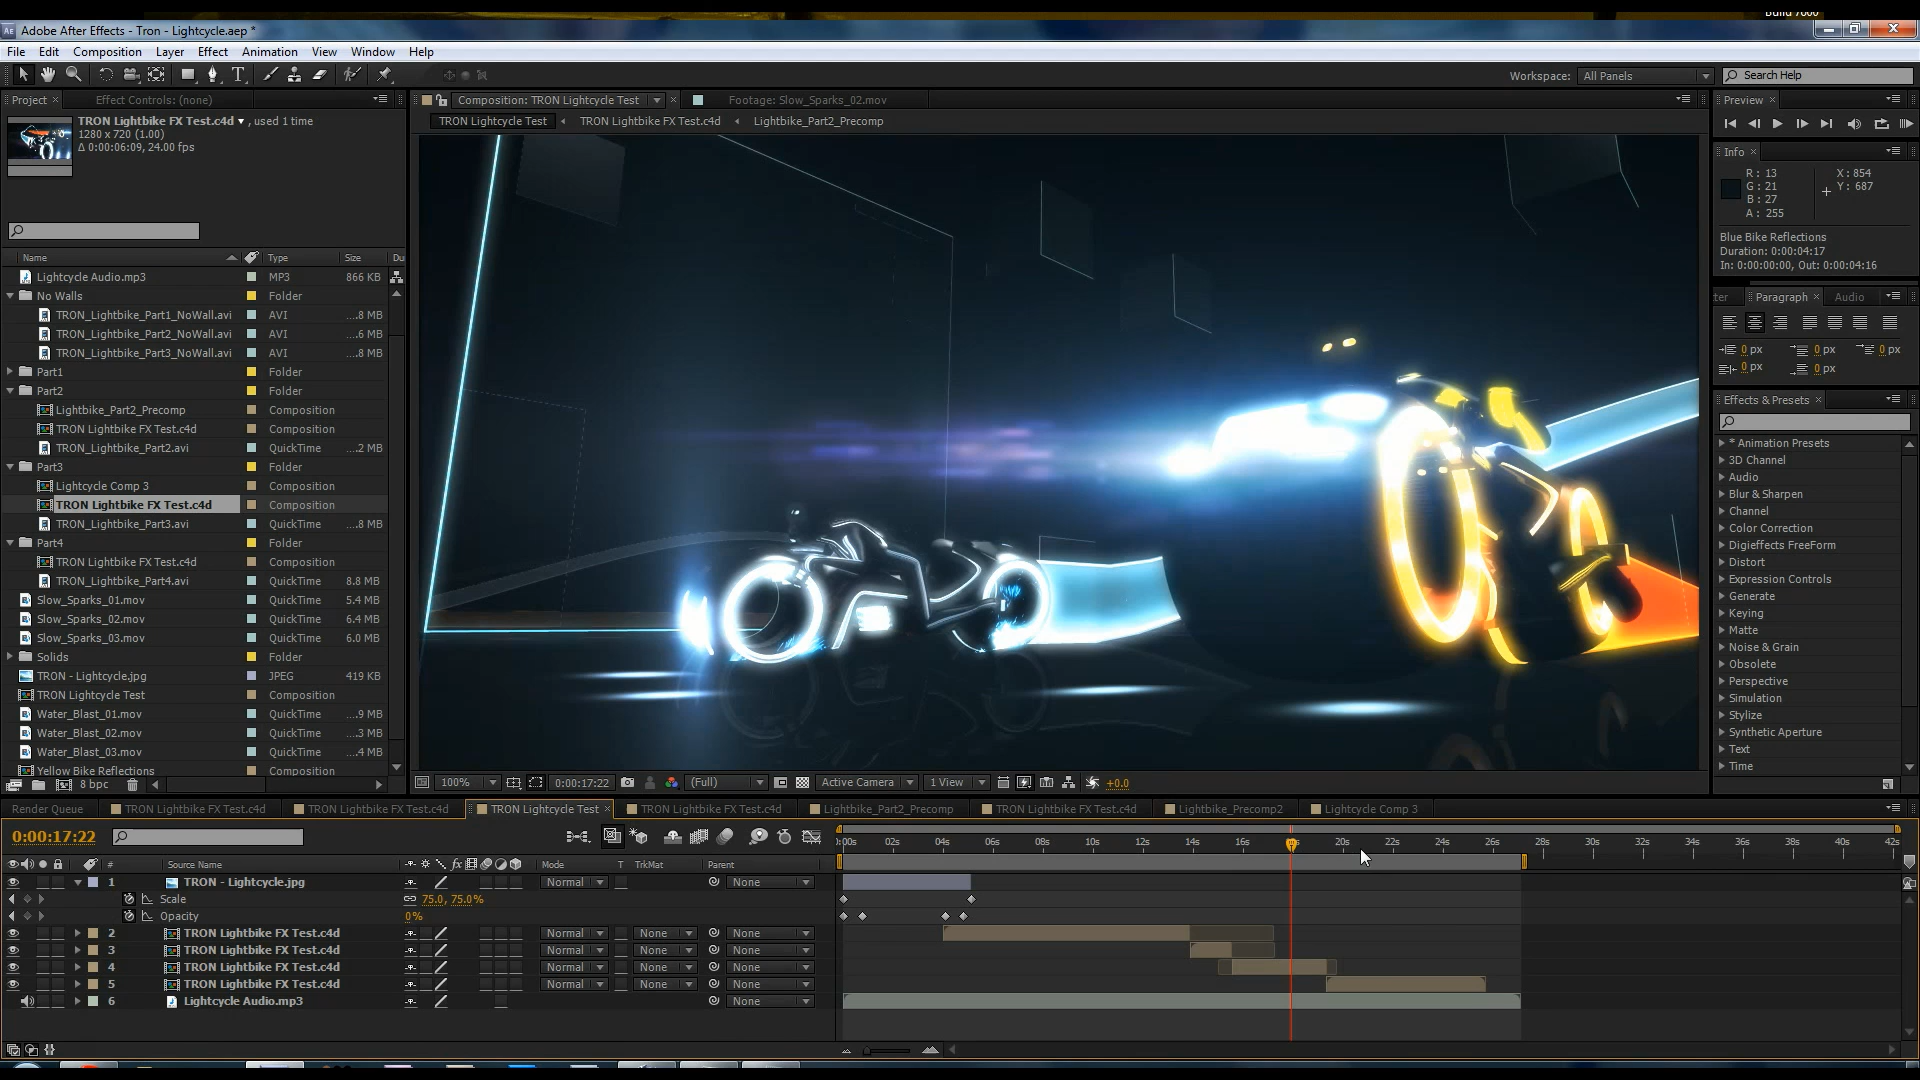 Build 7600
Adobe After Effects - Tron - Lightcycle.aep *
File Edit Composition Layer Effect Animation View Window Help
Workspace: All Panels Search Help
Project Effect Controls: (none)
TRON Lightbike FX Test.c4d ▾ , used 1 time
1280 x 720 (1.00)
Δ 0:00:06:09, 24.00 fps
Name Type Size Du
Lightcycle Audio.mp3 MP3 866 KB
No Walls Folder
TRON_Lightbike_Part1_NoWall.avi AVI ....8 MB
TRON_Lightbike_Part2_NoWall.avi AVI ....6 MB
TRON_Lightbike_Part3_NoWall.avi AVI ....8 MB
Part1 Folder
Part2 Folder
Lightbike_Part2_Precomp Composition
TRON Lightbike FX Test.c4d Composition
TRON_Lightbike_Part2.avi QuickTime ....2 MB
Part3 Folder
Lightcycle Comp 3 Composition
TRON Lightbike FX Test.c4d Composition
TRON_Lightbike_Part3.avi QuickTime ....8 MB
Part4 Folder
TRON Lightbike FX Test.c4d Composition
TRON_Lightbike_Part4.avi QuickTime 8.8 MB
Slow_Sparks_01.mov QuickTime 5.4 MB
Slow_Sparks_02.mov QuickTime 6.4 MB
Slow_Sparks_03.mov QuickTime 6.0 MB
Solids Folder
TRON - Lightcycle.jpg JPEG 419 KB
TRON Lightcycle Test Composition
Water_Blast_01.mov QuickTime ....9 MB
Water_Blast_02.mov QuickTime ....3 MB
Water_Blast_03.mov QuickTime ....4 MB
Yellow Bike Reflections Composition
8 bpc
Composition: TRON Lightcycle Test Footage: Slow_Sparks_02.mov
TRON Lightcycle Test TRON Lightbike FX Test.c4d Lightbike_Part2_Precomp
100% 0:00:17:22 (Full) Active Camera 1 View +0.0
Preview
Info
R : 13 X : 854
G : 21 Y : 687
B : 27
A : 255
Blue Bike Reflections
Duration: 0:00:04:17
In: 0:00:00:00, Out: 0:00:04:16
ter Paragraph Audio
0 px 0 px 0 px
0 px 0 px
Effects & Presets
* Animation Presets
3D Channel
Audio
Blur & Sharpen
Channel
Color Correction
Digieffects FreeForm
Distort
Expression Controls
Generate
Keying
Matte
Noise & Grain
Obsolete
Perspective
Simulation
Stylize
Synthetic Aperture
Text
Time
Render Queue TRON Lightbike FX Test.c4d TRON Lightbike FX Test.c4d TRON Lightcycle Test TRON Lightbike FX Test.c4d Lightbike_Part2_Precomp TRON Lightbike FX Test.c4d Lightbike_Precomp2 Lightcycle Comp 3
0:00:17:22
:00s 02s 04s 06s 08s 10s 12s 14s 16s 20s 22s 24s 26s 28s 30s 32s 34s 36s 38s 40s 42s
# Source Name fx Mode T TrkMat Parent
1 TRON - Lightcycle.jpg Normal None
Scale 75.0, 75.0%
Opacity 0%
2 TRON Lightbike FX Test.c4d Normal None None
3 TRON Lightbike FX Test.c4d Normal None None
4 TRON Lightbike FX Test.c4d Normal None None
5 TRON Lightbike FX Test.c4d Normal None None
6 Lightcycle Audio.mp3 None